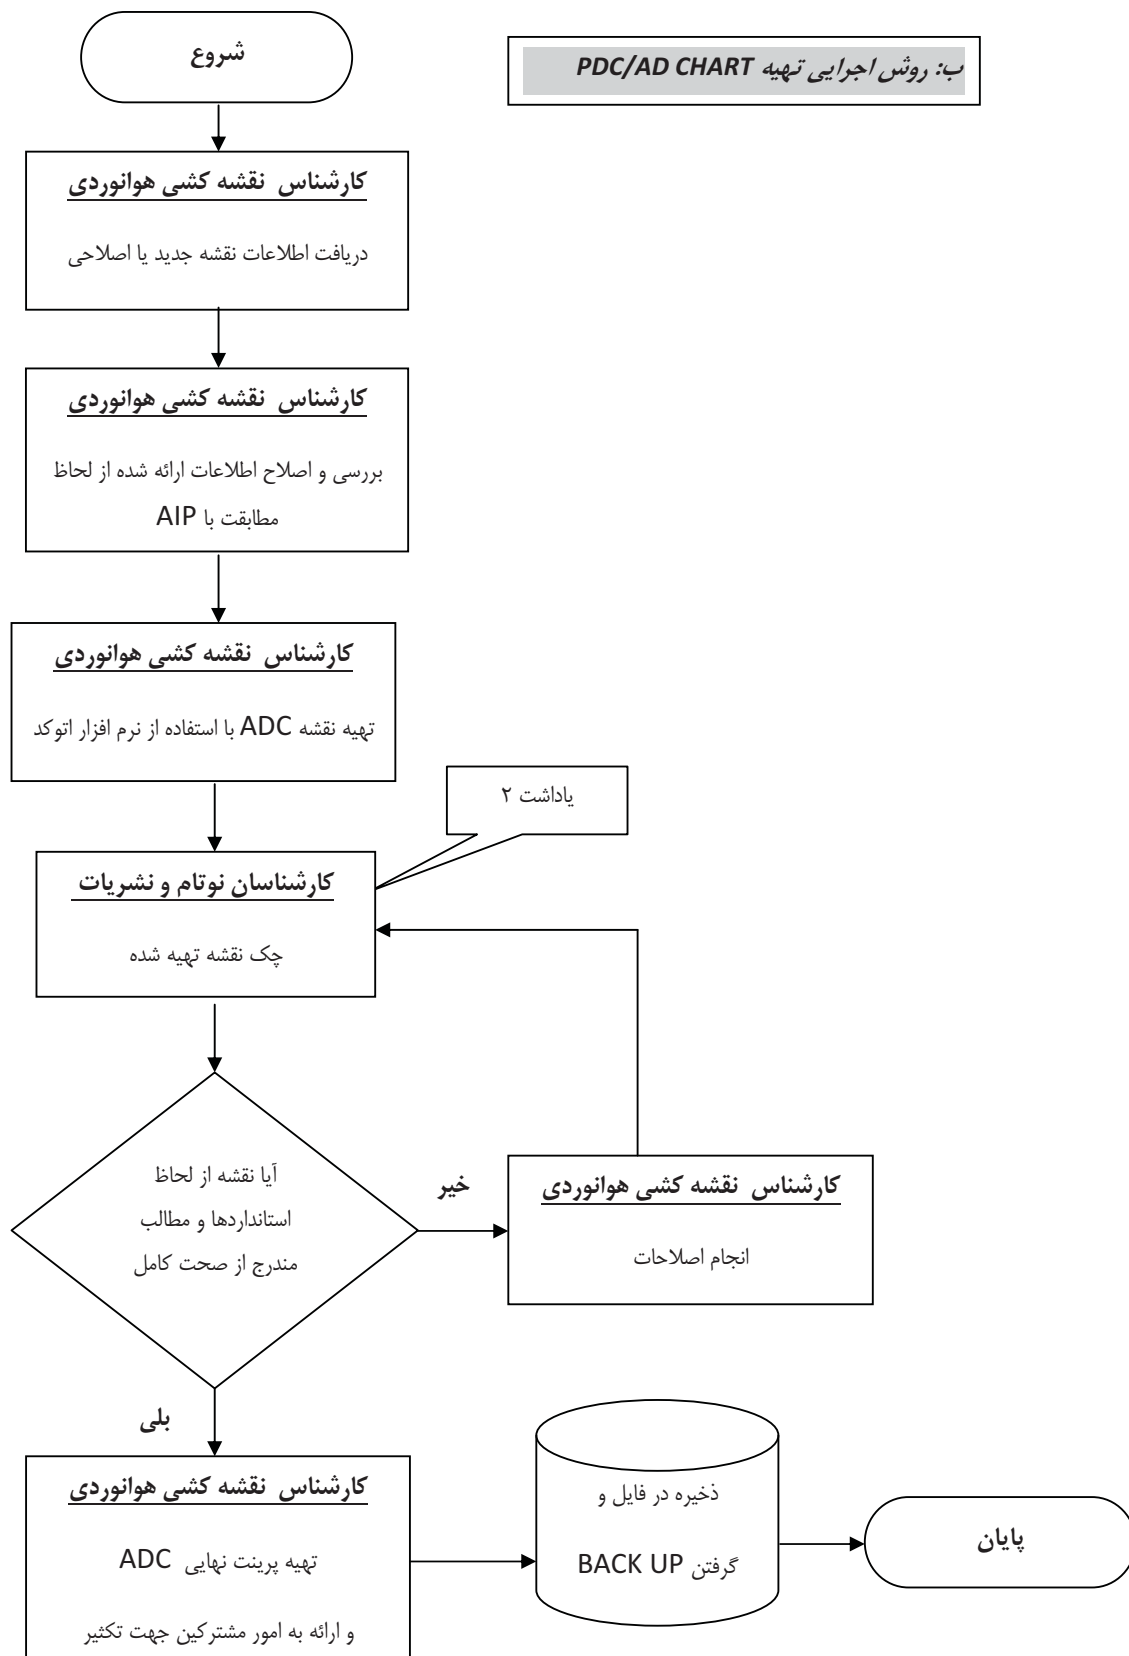 شروع
ب: روش اجرایی تهیه PDC/AD CHART
کارشناس نقشه کشی هوانوردی
دریافت اطلاعات نقشه جدید یا اصلاحی
کارشناس نقشه کشی هوانوردی
بررسی و اصلاح اطلاعات ارائه شده از لحاظ
مطابقت با AIP
کارشناس نقشه کشی هوانوردی
تهیه نقشه ADC با استفاده از نرم افزار اتوکد
یاداشت ۲
کارشناسان نوتام و نشریات
چک نقشه تهیه شده
آیا نقشه از لحاظ
استانداردها و مطالب
مندرج از صحت کامل
خیر
کارشناس نقشه کشی هوانوردی
انجام اصلاحات
بلی
کارشناس نقشه کشی هوانوردی
تهیه پرینت نهایی ADC
و ارائه به امور مشترکین جهت تکثیر
ذخیره در فایل و
گرفتن BACK UP
پایان